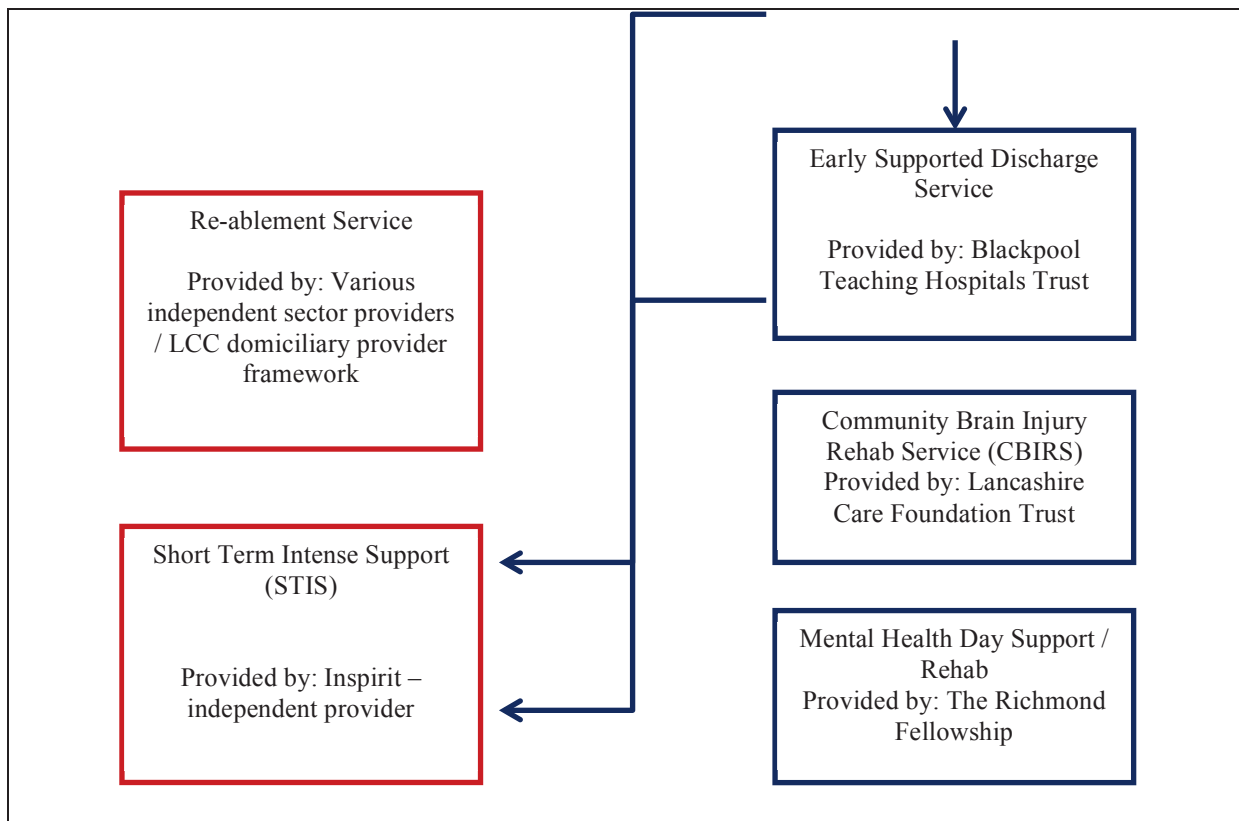 Re-ablement Service
Provided by: Various
independent sector providers
/ LCC domiciliary provider
framework
Short Term Intense Support
(STIS)
Provided by: Inspirit –
independent provider
Early Supported Discharge
Service
Provided by: Blackpool
Teaching Hospitals Trust
Community Brain Injury
Rehab Service (CBIRS)
Provided by: Lancashire
Care Foundation Trust
Mental Health Day Support /
Rehab
Provided by: The Richmond
Fellowship